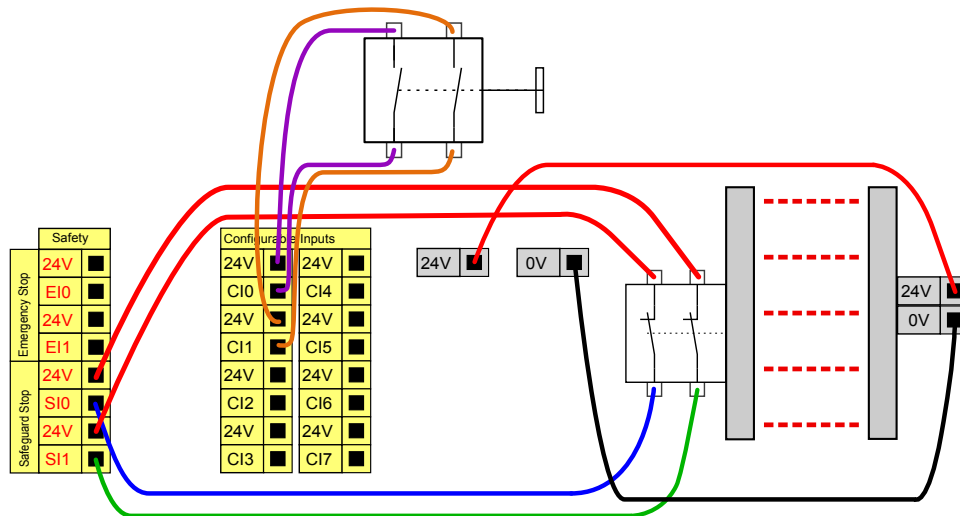 Safety
Emergency Stop
24V
EI0
24V
EI1
Safeguard Stop
24V
SI0
24V
SI1
Configurable Inputs
24V 24V
CI0 CI4
24V 24V
CI1 CI5
24V 24V
CI2 CI6
24V 24V
CI3 CI7
24V
0V
24V
0V